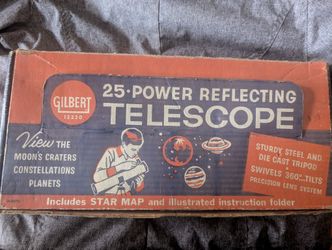 GILBERT
13230
25-POWER REFLECTING
TELESCOPE
View THE
MOON'S CRATERS
CONSTELLATIONS
PLANETS
STURDY STEEL AND
DIE CAST TRIPOD
SWIVELS 360°...TILTS
PRECISION LENS SYSTEM
Includes STAR MAP and illustrated instruction folder